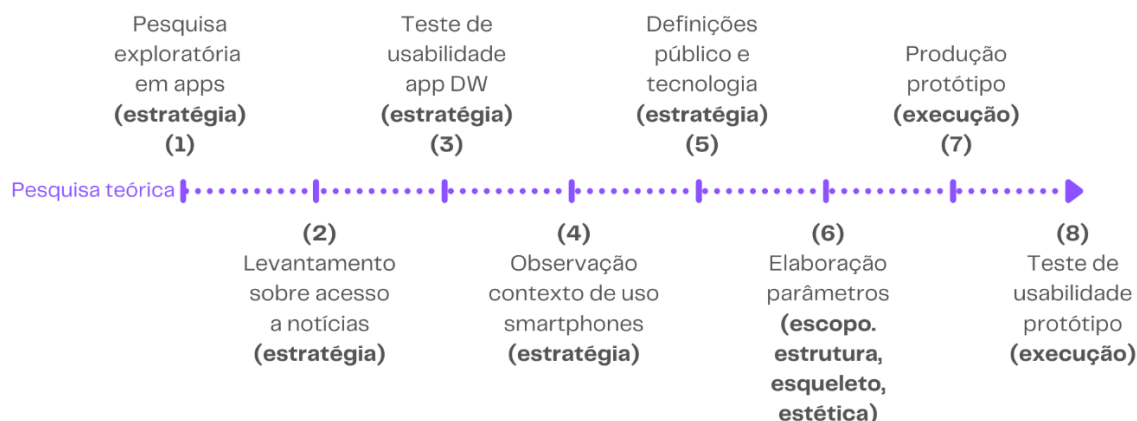 Pesquisa
exploratória
em apps
(estratégia)
(1)
Teste de
usabilidade
app DW
(estratégia)
(3)
Definições
público e
tecnologia
(estratégia)
(5)
Produção
protótipo
(execução)
(7)
Pesquisa teórica
(2)
Levantamento
sobre acesso
a notícias
(estratégia)
(4)
Observação
contexto de uso
smartphones
(estratégia)
(6)
Elaboração
parâmetros
(escopo.
estrutura,
esqueleto,
estética)
(8)
Teste de
usabilidade
protótipo
(execução)